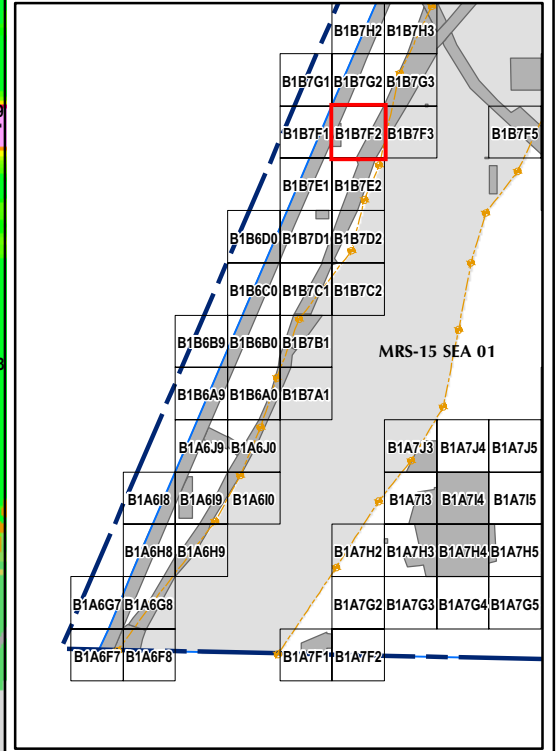 B1B7H2 B1B7H3
B1B7G1 B1B7G2 B1B7G3
B1B7F1 B1B7F2 B1B7F3 B1B7F5
B1B7E1 B1B7E2
B1B6D0 B1B7D1 B1B7D2
B1B6C0 B1B7C1 B1B7C2
B1B6B9 B1B6B0 B1B7B1
MRS-15 SEA 01
B1B6A9 B1B6A0 B1B7A1
B1A6J9 B1A6J0 B1A7J3 B1A7J4 B1A7J5
B1A6I8 B1A6I9 B1A6I0 B1A7I3 B1A7I4 B1A7I5
B1A6H8 B1A6H9 B1A7H2 B1A7H3 B1A7H4 B1A7H5
B1A6G7 B1A6G8 B1A7G2 B1A7G3 B1A7G4 B1A7G5
B1A6F7 B1A6F8 B1A7F1 B1A7F2